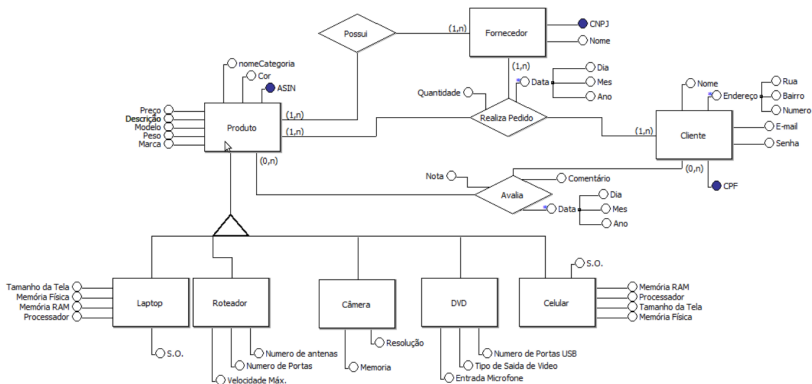 Possui
(1,n)
Fornecedor
CNPJ
Nome
nomeCategoria
Cor
ASIN
(1,n)
Dia
Data
Mes
Ano
Quantidade
Nome
Endereço
Rua
Bairro
Numero
Preço
Descrição
Modelo
Peso
Marca
Produto
(1,n)
(1,n)
Realiza Pedido
(1,n)
Cliente
E-mail
Senha
(0,n)
(0,n)
CPF
Nota
Comentário
Avalia
Dia
Data
Mes
Ano
S.O.
Tamanho da Tela
Memória Física
Memória RAM
Processador
Laptop
Roteador
Câmera
DVD
Celular
Memória RAM
Processador
Tamanho da Tela
Memória Física
S.O.
Numero de antenas
Numero de Portas
Velocidade Máx.
Resolução
Memoria
Numero de Portas USB
Tipo de Saida de Video
Entrada Microfone